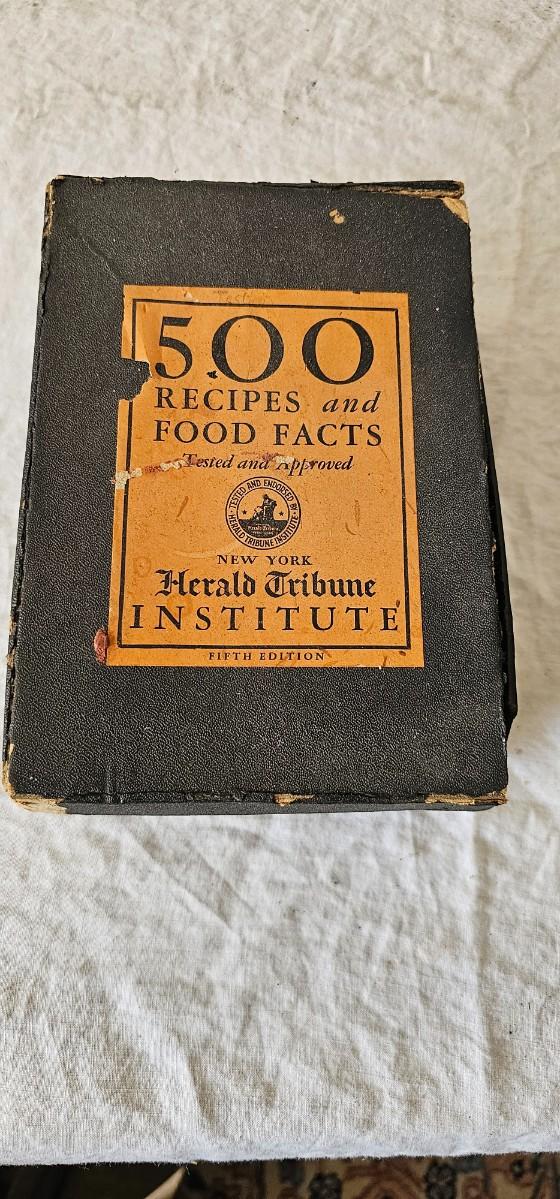 500
RECIPES and
FOOD FACTS
Tested and Approved
TESTED AND ENDORSED BY
HERALD TRIBUNE INSTITUTE
NEW YORK
Herald Tribune
INSTITUTE
FIFTH EDITION